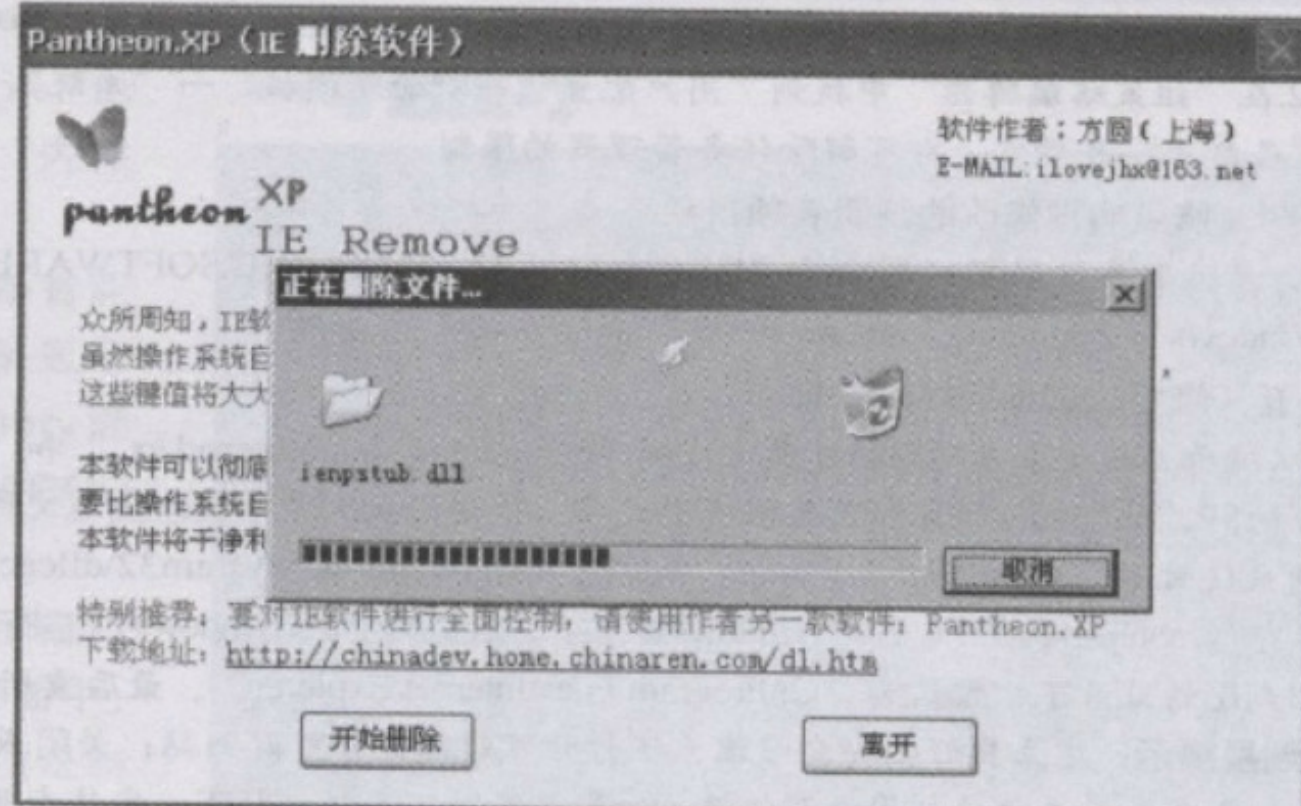 Pantheon.XP（IE 删除软件）
软件作者：方圆(上海)
E-MAIL:ilovejhx@163.net
pantheon XP
IE Remove
正在删除文件...
众所周知，IE软
虽然操作系统自
这些键值将大大
ienpstub.dll
本软件可以彻底
要比操作系统自
本软件将干净利
取消
特别推荐：要对IE软件进行全面控制，请使用作者另一款软件：Pantheon.XP
下载地址：http://chinadev.home.chinaren.com/dl.htm
开始删除
离开